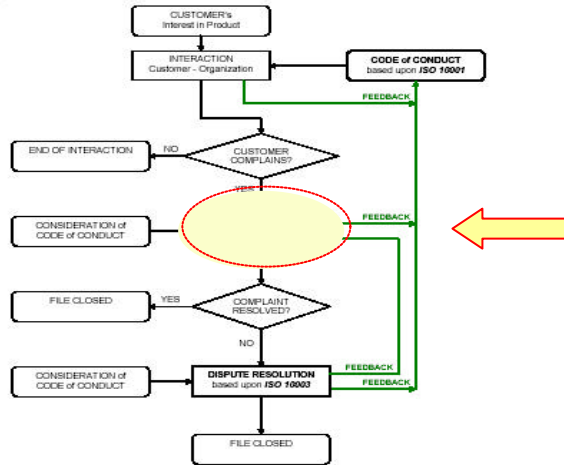 CUSTOMER's
Interest in Product
INTERACTION
Customer - Organization
CODE of CONDUCT
based upon ISO 10001
FEEDBACK
END OF INTERACTION
NO
CUSTOMER
COMPLAINS?
YES
CONSIDERATION of
CODE of CONDUCT
FEEDBACK
FILE CLOSED
YES
COMPLAINT
RESOLVED?
NO
CONSIDERATION of
CODE of CONDUCT
DISPUTE RESOLUTION
based upon ISO 10003
FEEDBACK
FEEDBACK
FILE CLOSED